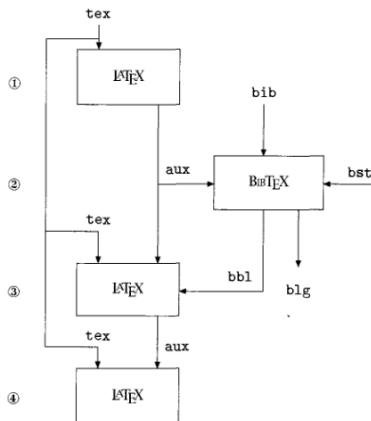 tex
① LATEX
bib
② aux BIBTEX bst
tex
③ LATEX bbl blg
tex aux
④ LATEX